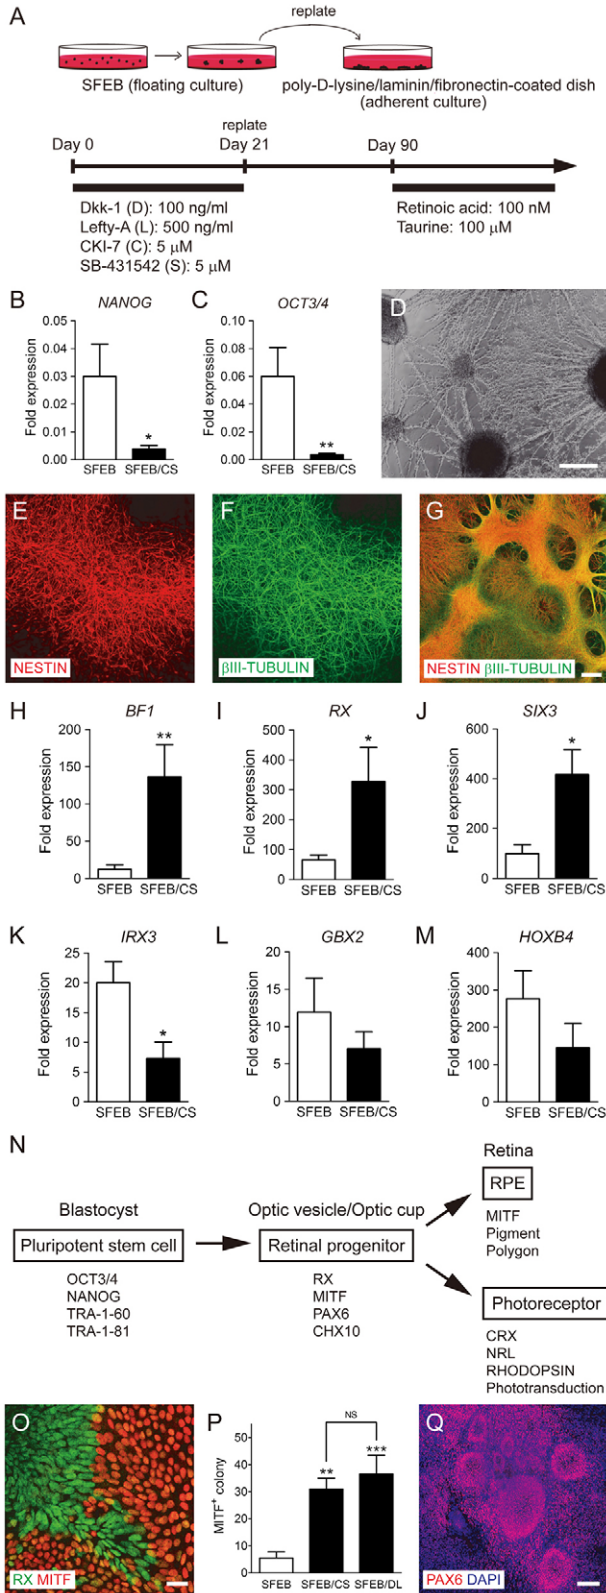 A
replate
SFEB (floating culture)
poly-D-lysine/laminin/fibronectin-coated dish
(adherent culture)
replate
Day 0
Day 21
Day 90
Dkk-1 (D): 100 ng/ml
Lefty-A (L): 500 ng/ml
CKI-7 (C): 5 µM
SB-431542 (S): 5 µM
Retinoic acid: 100 nM
Taurine: 100 µM
B
NANOG
Fold expression
0.05
0.04
0.03
0.02
0.01
0.00
*
SFEB
SFEB/CS
C
OCT3/4
Fold expression
0.10
0.08
0.06
0.04
0.02
0.00
**
SFEB
SFEB/CS
D
E
NESTIN
F
βIII-TUBULIN
G
NESTIN βIII-TUBULIN
H
BF1
Fold expression
200
150
100
50
0
**
SFEB
SFEB/CS
I
RX
Fold expression
500
400
300
200
100
0
*
SFEB
SFEB/CS
J
SIX3
Fold expression
600
400
200
0
*
SFEB
SFEB/CS
K
IRX3
Fold expression
25
20
15
10
5
0
*
SFEB
SFEB/CS
L
GBX2
Fold expression
20
15
10
5
0
SFEB
SFEB/CS
M
HOXB4
Fold expression
400
300
200
100
0
SFEB
SFEB/CS
N
Blastocyst
Pluripotent stem cell
OCT3/4
NANOG
TRA-1-60
TRA-1-81
Optic vesicle/Optic cup
Retinal progenitor
RX
MITF
PAX6
CHX10
Retina
RPE
MITF
Pigment
Polygon
Photoreceptor
CRX
NRL
RHODOPSIN
Phototransduction
O
RX MITF
P
MITF+ colony
50
40
30
20
10
0
NS
**
***
SFEB
SFEB/CS
SFEB/DL
Q
PAX6 DAPI